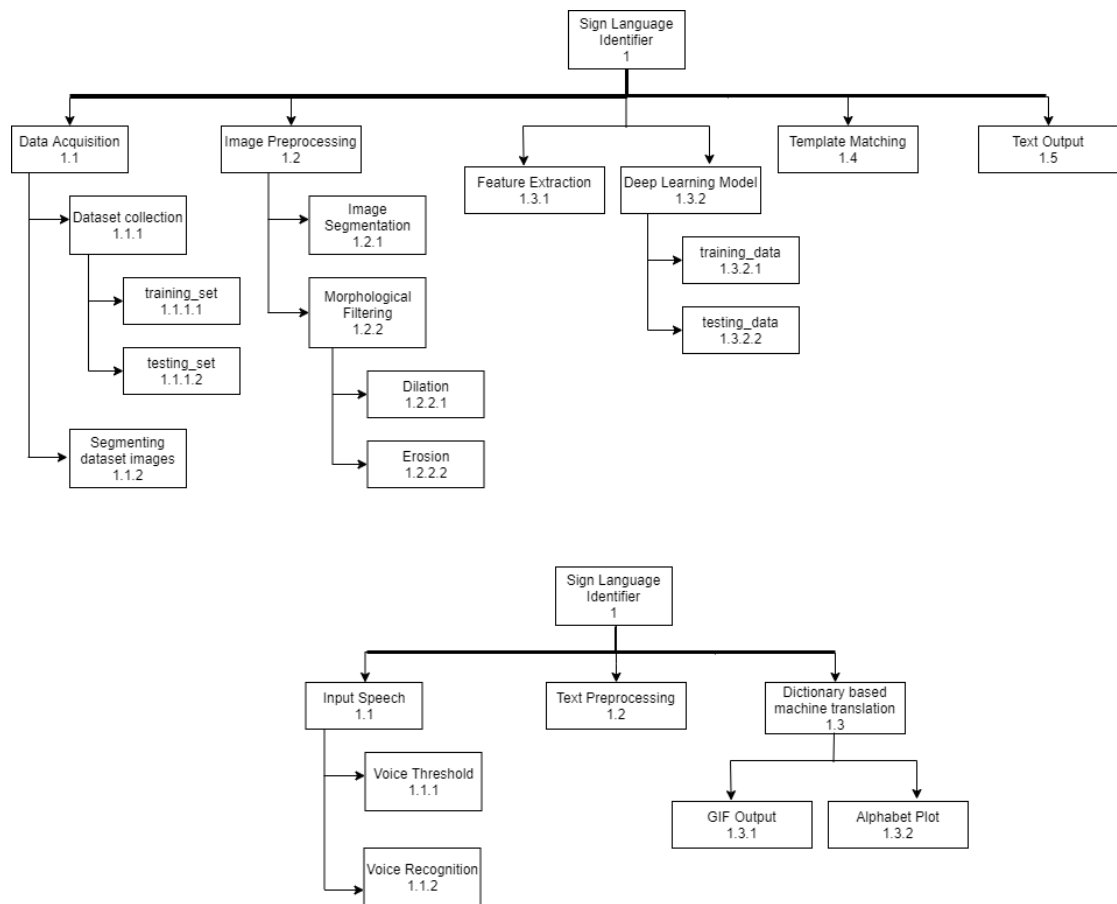 Sign Language
Identifier
1
Data Acquisition
1.1
Image Preprocessing
1.2
Template Matching
1.4
Text Output
1.5
Feature Extraction
1.3.1
Deep Learning Model
1.3.2
Dataset collection
1.1.1
Image
Segmentation
1.2.1
training_data
1.3.2.1
training_set
1.1.1.1
Morphological
Filtering
1.2.2
testing_data
1.3.2.2
testing_set
1.1.1.2
Dilation
1.2.2.1
Segmenting
dataset images
1.1.2
Erosion
1.2.2.2
Sign Language
Identifier
1
Input Speech
1.1
Text Preprocessing
1.2
Dictionary based
machine translation
1.3
Voice Threshold
1.1.1
GIF Output
1.3.1
Alphabet Plot
1.3.2
Voice Recognition
1.1.2